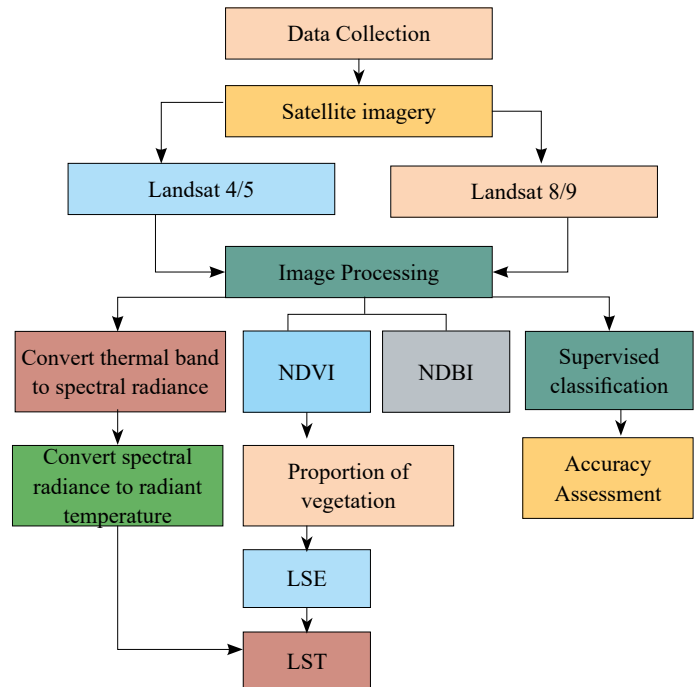 Data Collection
Satellite imagery
Landsat 4/5
Landsat 8/9
Image Processing
Convert thermal band
to spectral radiance
NDVI
NDBI
Supervised
classification
Convert spectral
radiance to radiant
temperature
Proportion of
vegetation
Accuracy
Assessment
LSE
LST